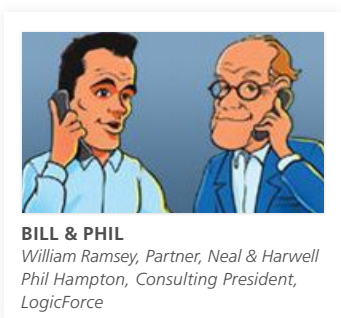 BILL & PHIL
William Ramsey, Partner, Neal & Harwell
Phil Hampton, Consulting President,
LogicForce